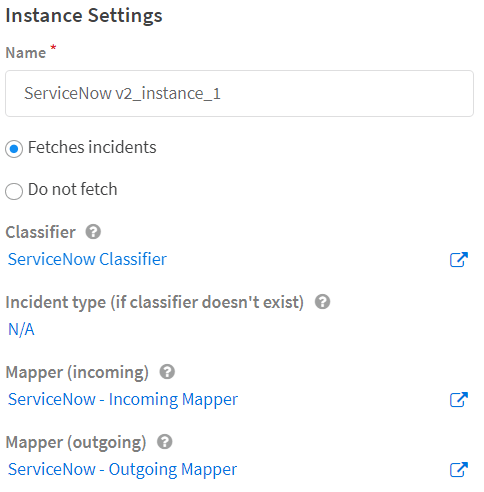 Instance Settings
Name *
ServiceNow v2_instance_1
Fetches incidents
Do not fetch
Classifier ?
ServiceNow Classifier
Incident type (if classifier doesn't exist) ?
N/A
Mapper (incoming) ?
ServiceNow - Incoming Mapper
Mapper (outgoing) ?
ServiceNow - Outgoing Mapper